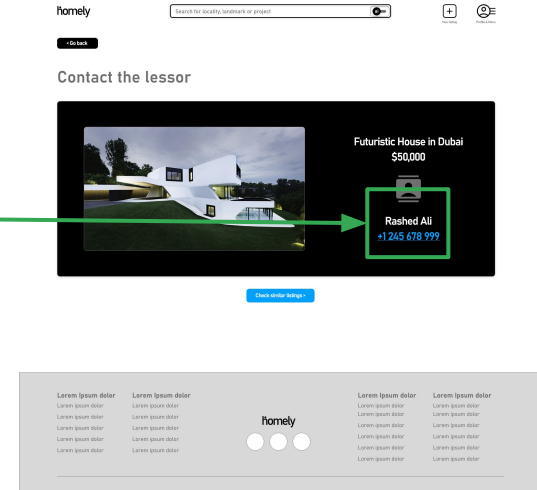 homely
Search for locality, landmark or project
New listing
Profile & Menu
< Go back
Contact the lessor
Futuristic House in Dubai
$50,000
Rashed Ali
+1 245 678 999
Check similar listings >
Lorem Ipsum dolor
Lorem ipsum dolor
Lorem ipsum dolor
Lorem ipsum dolor
Lorem ipsum dolor
Lorem ipsum dolor
Lorem Ipsum dolor
Lorem ipsum dolor
Lorem ipsum dolor
Lorem ipsum dolor
Lorem ipsum dolor
Lorem ipsum dolor
homely
Lorem Ipsum dolor
Lorem ipsum dolor
Lorem ipsum dolor
Lorem ipsum dolor
Lorem ipsum dolor
Lorem ipsum dolor
Lorem ipsum dolor
Lorem Ipsum dolor
Lorem ipsum dolor
Lorem ipsum dolor
Lorem ipsum dolor
Lorem ipsum dolor
Lorem ipsum dolor
Lorem ipsum dolor